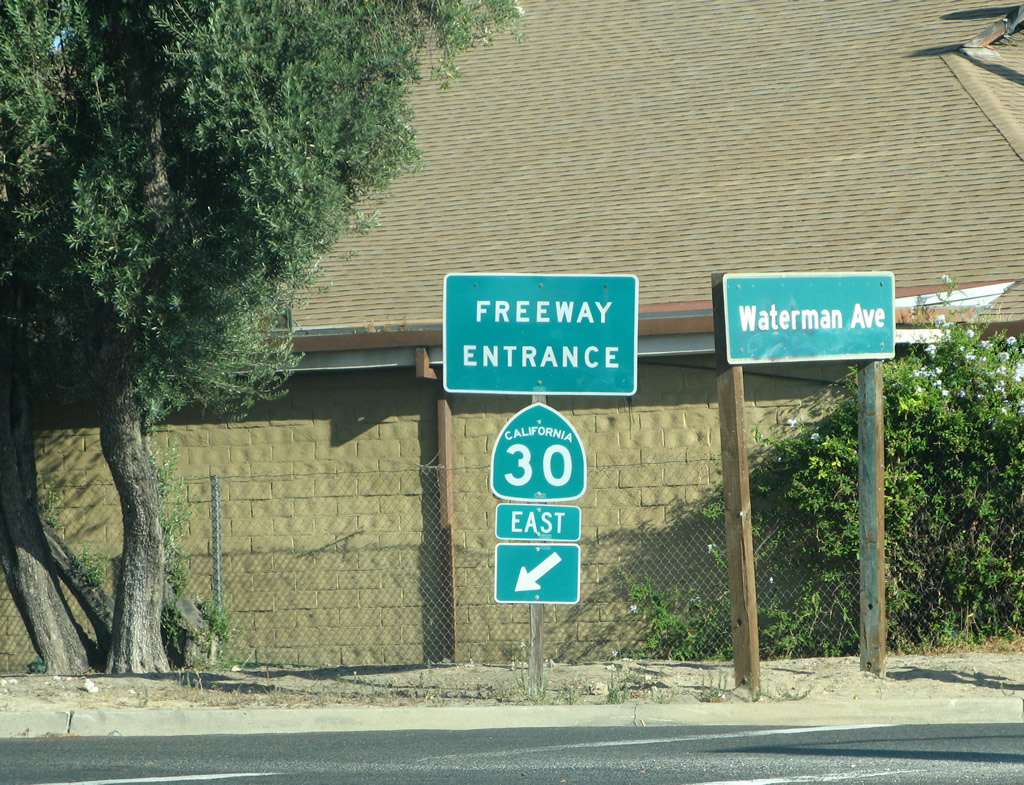 FREEWAY
ENTRANCE
CALIFORNIA
30
EAST
Waterman Ave